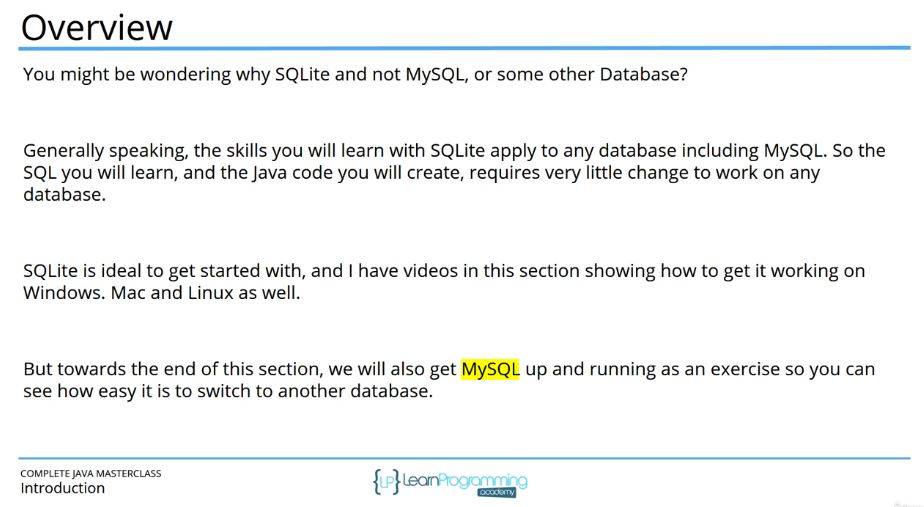 Overview
You might be wondering why SQLite and not MySQL, or some other Database?
Generally speaking, the skills you will learn with SQLite apply to any database including MySQL. So the
SQL you will learn, and the Java code you will create, requires very little change to work on any
database.
SQLite is ideal to get started with, and I have videos in this section showing how to get it working on
Windows. Mac and Linux as well.
But towards the end of this section, we will also get MySQL up and running as an exercise so you can
see how easy it is to switch to another database.
COMPLETE JAVA MASTERCLASS
Introduction
{LP} LearnProgramming
academy